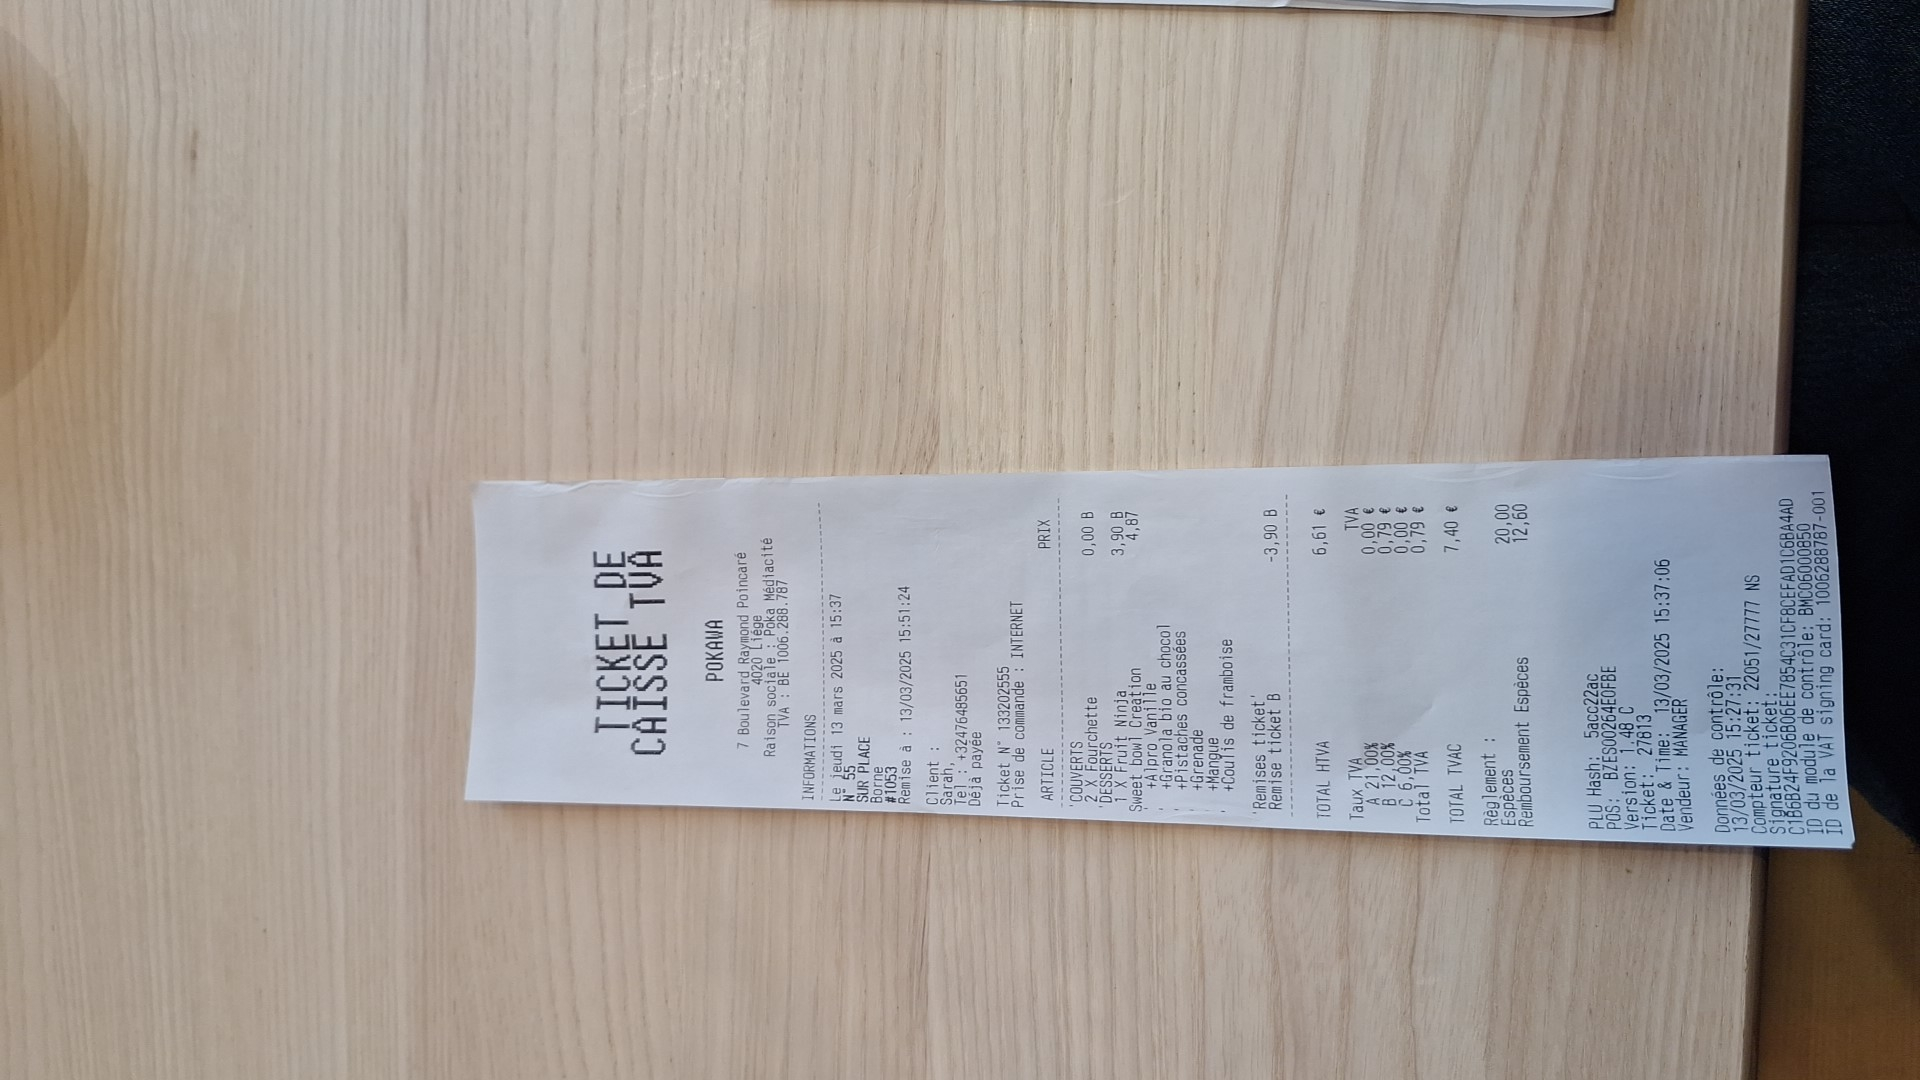 TICKET DE
CAISSE TVA
POKAWA
7 Boulevard Raymond Poincaré
4020 Liège
Raison sociale : Poka Médiacité
TVA : BE 1006.288.787
INFORMATIONS
Le jeudi 13 mars 2025 à 15:37
N° 55
SUR PLACE
Borne
#1053
Remise à : 13/03/2025 15:51:24
Client :
Sarah,
Tel : +32476485651
Déjà payée
Ticket N° 133202555
Prise de commande : INTERNET
ARTICLE PRIX
'COUVERTS
2 X Fourchette 0,00 B
'DESSERTS
1 X Fruit Ninja 3,90 B
Sweet bowl Creation 4,87
' +Alpro Vanille
' +Granola bio au chocol
' +Pistaches concassées
' +Grenade
' +Mangue
' +Coulis de framboise
'Remises ticket'
Remise ticket B -3,90 B
TOTAL HTVA 6,61 €
Taux TVA TVA
A 21,00% 0,00 €
B 12,00% 0,79 €
C 6,00% 0,00 €
Total TVA 0,79 €
TOTAL TVAC 7,40 €
Règlement :
Espèces 20,00
Remboursement Espèces 12,60
PLU Hash: 5acc22ac
POS: BZES00264E0FBE
Version: 1.48 C
Ticket: 27813
Date & Time: 13/03/2025 15:37:06
Vendeur: MANAGER
Données de contrôle:
13/03/2025 15:27:31
Compteur ticket: 22051/27777 NS
Signature ticket:
C1B6B24F9206B06EE7854C31CF8CEFAD1C6BA4AD
ID du module de contrôle: BMC06000850
ID de la VAT signing card: 1006288787-001